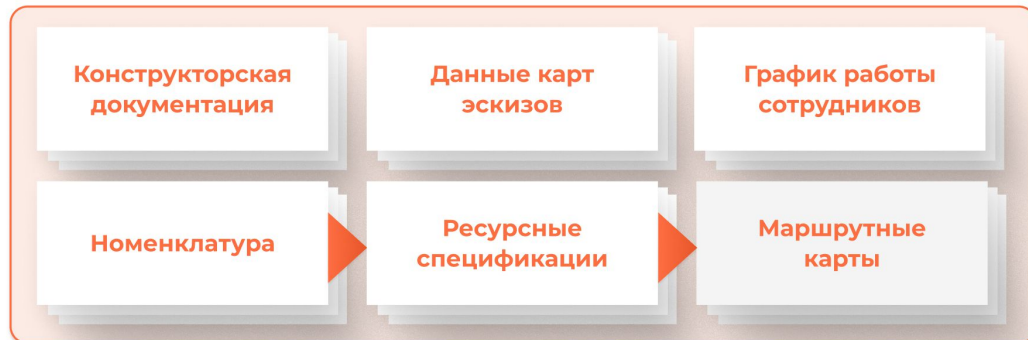 Конструкторская
документация
Данные карт
эскизов
График работы
сотрудников
Номенклатура
Ресурсные
спецификации
Маршрутные
карты